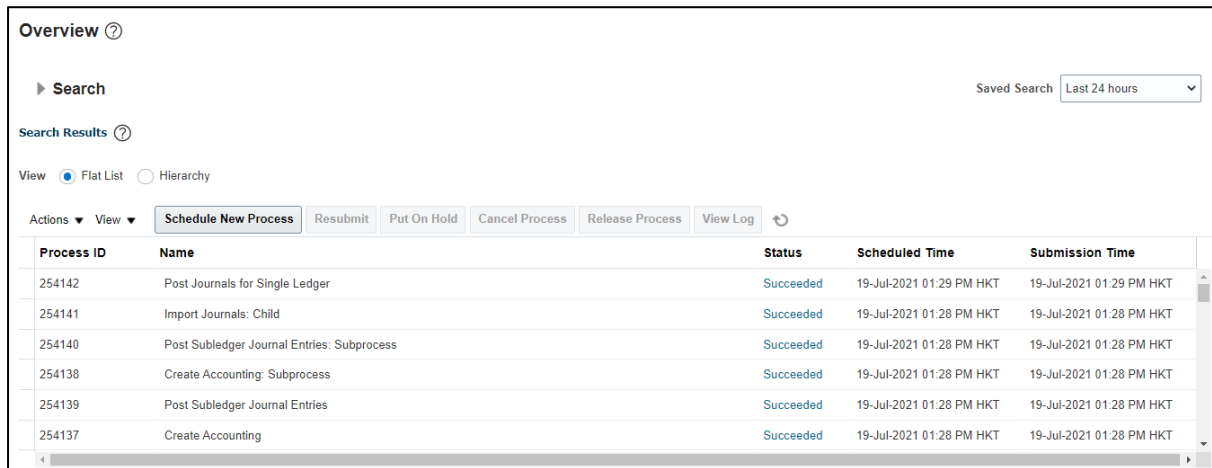 Overview ?
Search Saved Search Last 24 hours
Search Results ?
View Flat List Hierarchy
Actions View Schedule New Process Resubmit Put On Hold Cancel Process Release Process View Log
Process ID Name Status Scheduled Time Submission Time
254142 Post Journals for Single Ledger Succeeded 19-Jul-2021 01:29 PM HKT 19-Jul-2021 01:29 PM HKT
254141 Import Journals: Child Succeeded 19-Jul-2021 01:28 PM HKT 19-Jul-2021 01:28 PM HKT
254140 Post Subledger Journal Entries: Subprocess Succeeded 19-Jul-2021 01:28 PM HKT 19-Jul-2021 01:28 PM HKT
254138 Create Accounting: Subprocess Succeeded 19-Jul-2021 01:28 PM HKT 19-Jul-2021 01:28 PM HKT
254139 Post Subledger Journal Entries Succeeded 19-Jul-2021 01:28 PM HKT 19-Jul-2021 01:28 PM HKT
254137 Create Accounting Succeeded 19-Jul-2021 01:28 PM HKT 19-Jul-2021 01:28 PM HKT